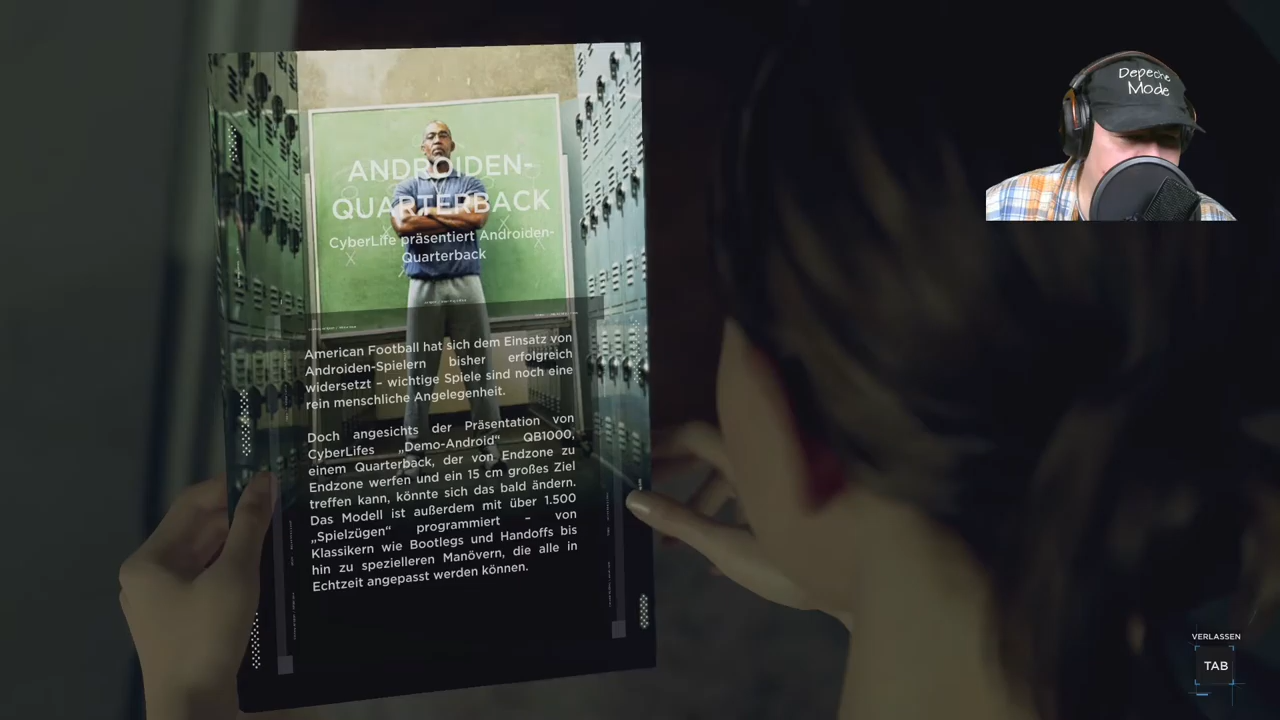 Depeche
Mode
ANDROIDEN-
QUARTERBACK
CyberLife präsentiert Androiden-
Quarterback
American Football hat sich dem Einsatz von
Androiden-Spielern bisher erfolgreich
widersetzt – wichtige Spiele sind noch eine
rein menschliche Angelegenheit.
Doch angesichts der Präsentation von
CyberLifes „Demo-Android“ QB1000,
einem Quarterback, der von Endzone zu
Endzone werfen und ein 15 cm großes Ziel
treffen kann, könnte sich das bald ändern.
Das Modell ist außerdem mit über 1.500
„Spielzügen“ programmiert – von
Klassikern wie Bootlegs und Handoffs bis
hin zu spezielleren Manövern, die alle in
Echtzeit angepasst werden können.
VERLASSEN
TAB